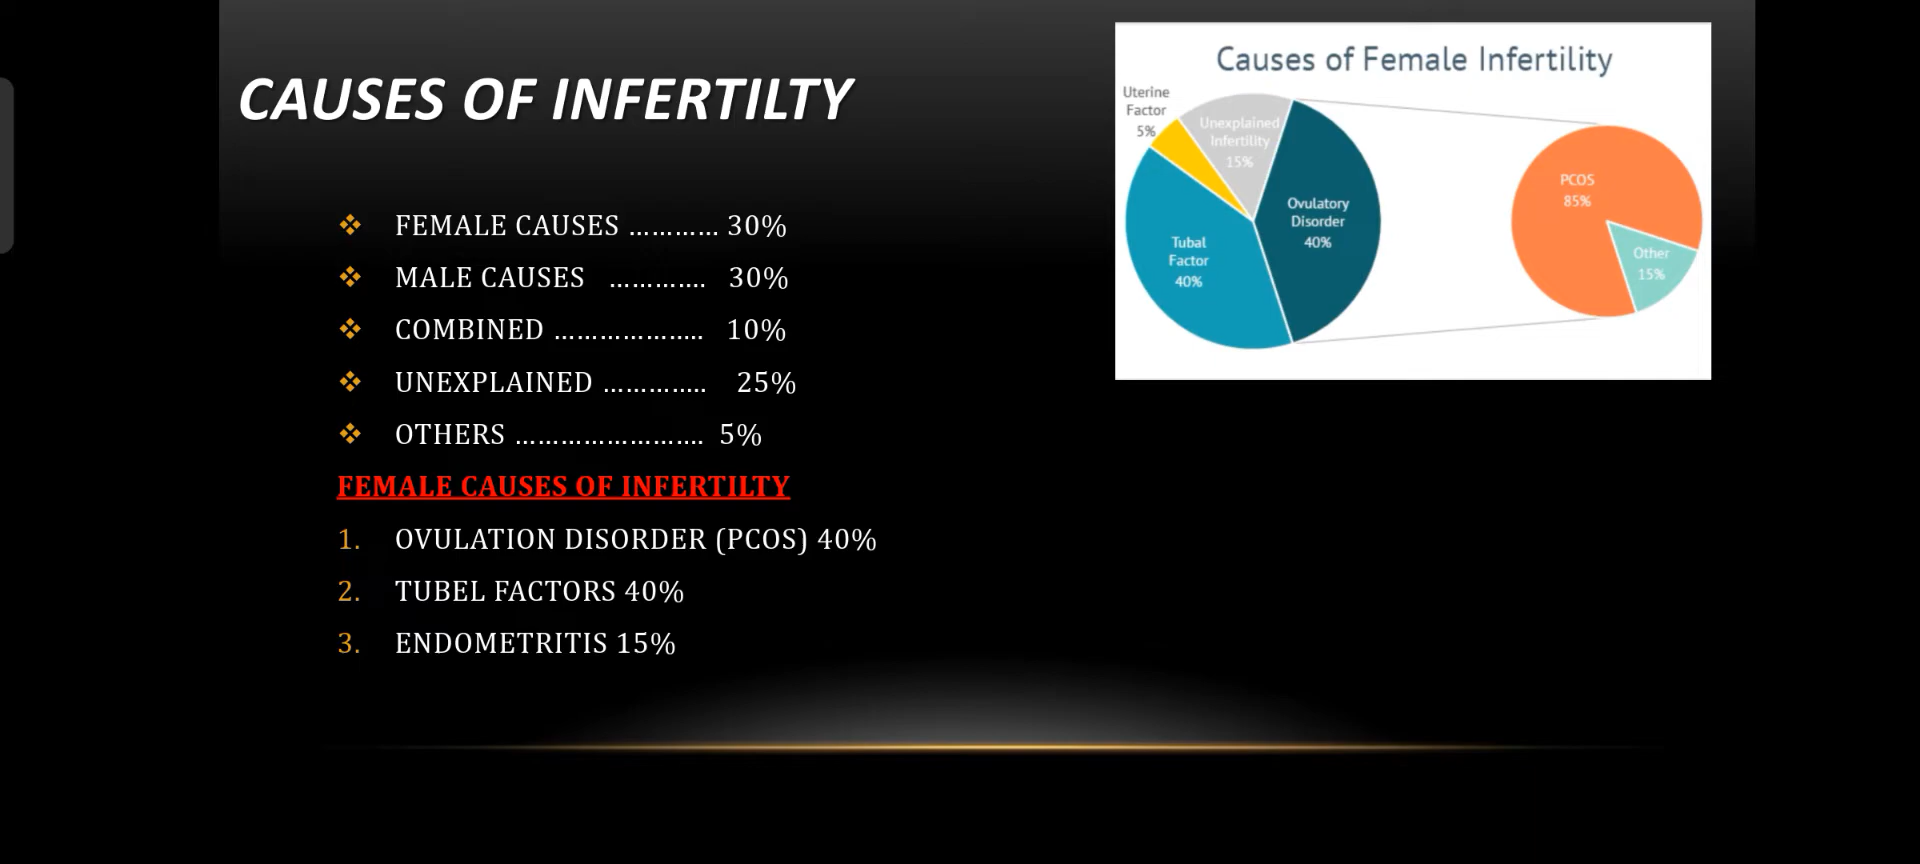 CAUSES OF INFERTILTY
❖ FEMALE CAUSES ………… 30%
❖ MALE CAUSES …………. 30%
❖ COMBINED ……………….. 10%
❖ UNEXPLAINED ………….. 25%
❖ OTHERS ……………………. 5%
FEMALE CAUSES OF INFERTILTY
1. OVULATION DISORDER (PCOS) 40%
2. TUBEL FACTORS 40%
3. ENDOMETRITIS 15%
Causes of Female Infertility
Uterine
Factor
5%
Unexplained
Infertility
15%
Ovulatory
Disorder
40%
Tubal
Factor
40%
PCOS
85%
Other
15%